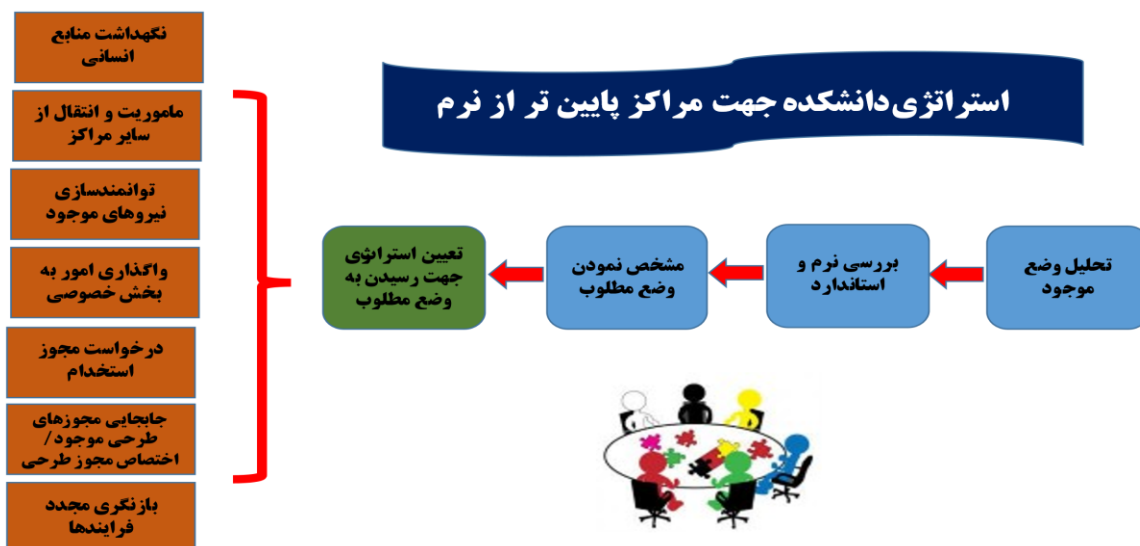 استراتژی دانشکده جهت مراکز پایین تر از نرم
تحلیل وضع
موجود
بررسی نرم و
استاندارد
مشخص نمودن
وضع مطلوب
تعیین استراتژی
جهت رسیدن به
وضع مطلوب
نگهداشت منابع
انسانی
ماموریت و انتقال از
سایر مراکز
توانمندسازی
نیروهای موجود
واگذاری امور به
بخش خصوصی
درخواست مجوز
استخدام
جابجایی مجوزهای
طرحی موجود/
اختصاص مجوز طرحی
بازنگری مجدد
فرایندها